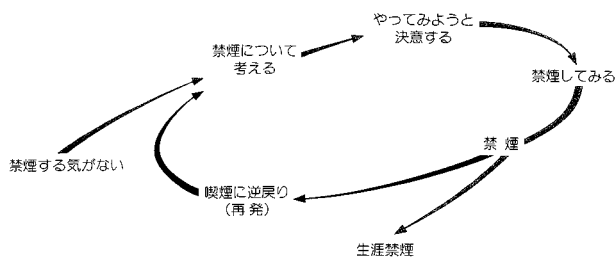 やってみようと
決意する
禁煙について
考える
禁煙してみる
禁 煙
禁煙する気がない
喫煙に逆戻り
(再 発)
生涯禁煙